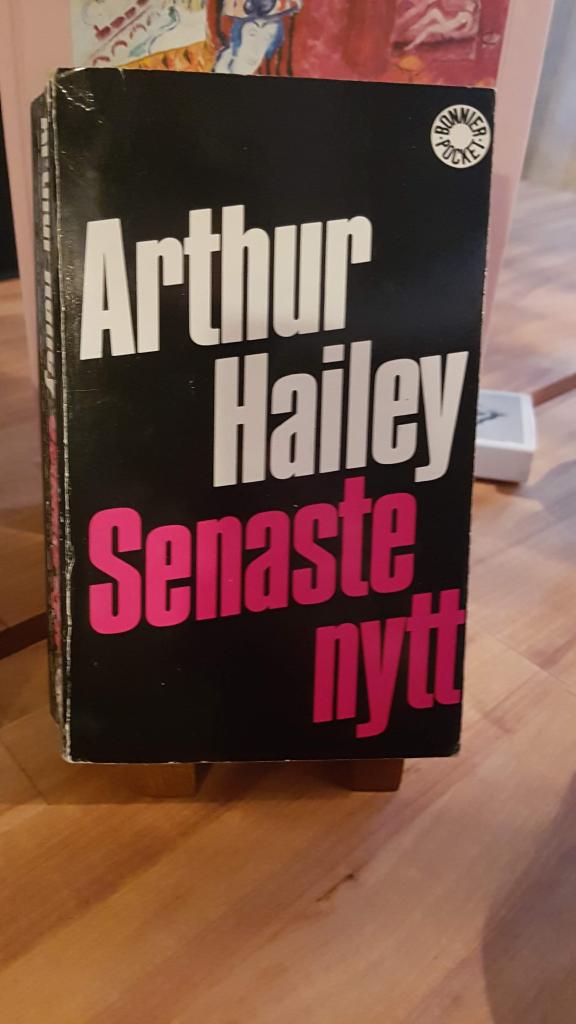 BONNIER
POCKET
Arthur
Hailey
Senaste
nytt